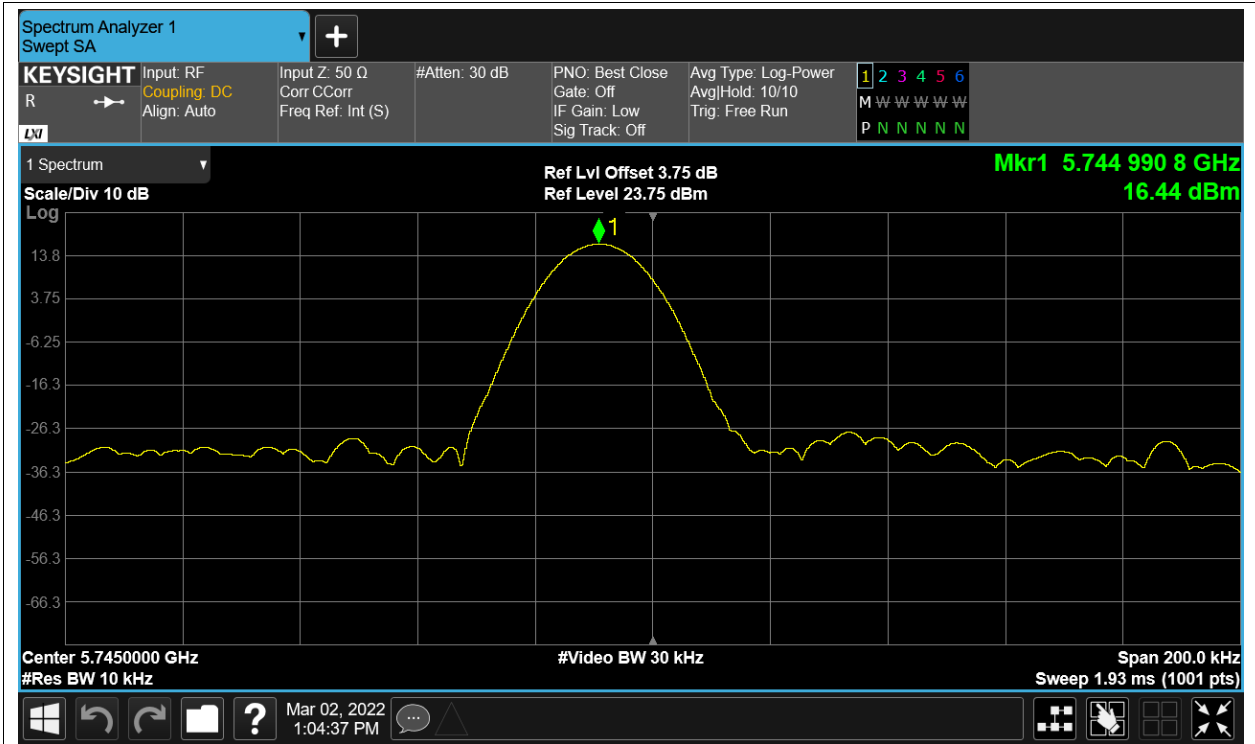 Spectrum Analyzer 1
Swept SA
KEYSIGHT
R
LXI
Input: RF
Coupling: DC
Align: Auto
Input Z: 50 Ω
Corr CCorr
Freq Ref: Int (S)
#Atten: 30 dB
PNO: Best Close
Gate: Off
IF Gain: Low
Sig Track: Off
Avg Type: Log-Power
Avg|Hold: 10/10
Trig: Free Run
1 2 3 4 5 6
M W W W W W
P N N N N N
1 Spectrum
Scale/Div 10 dB
Log
Ref Lvl Offset 3.75 dB
Ref Level 23.75 dBm
Mkr1 5.744 990 8 GHz
16.44 dBm
1
13.8
3.75
-6.25
-16.3
-26.3
-36.3
-46.3
-56.3
-66.3
Center 5.7450000 GHz
#Res BW 10 kHz
#Video BW 30 kHz
Span 200.0 kHz
Sweep 1.93 ms (1001 pts)
?
Mar 02, 2022
1:04:37 PM